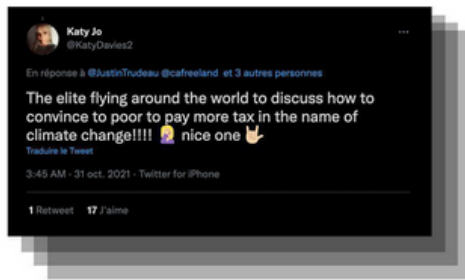 Katy Jo
@KatyDavies2
En réponse à @JustinTrudeau @cafreeland et 3 autres personnes
The elite flying around the world to discuss how to
convince to poor to pay more tax in the name of
climate change!!!! 🤦🏼‍♀️ nice one 🤟🏼
Traduire le Tweet
3:45 AM · 31 oct. 2021 · Twitter for iPhone
1 Retweet 17 J'aime